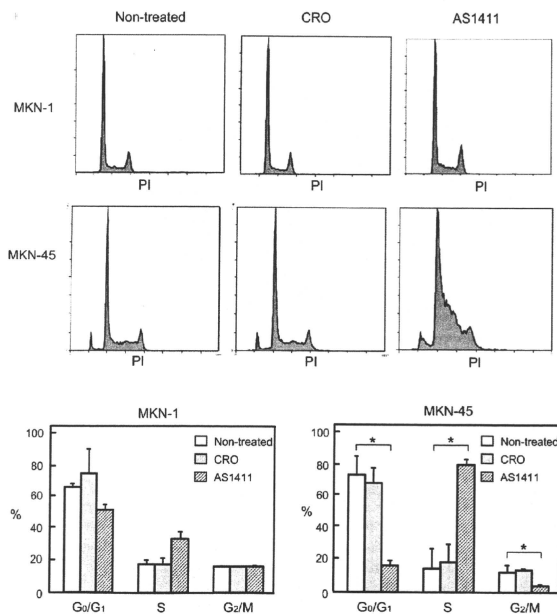 Non-treated CRO AS1411
MKN-1
PI PI PI
MKN-45
PI PI PI
MKN-1
100
80
60
%
40
20
0
Non-treated
CRO
AS1411
G0/G1 S G2/M
MKN-45
100
80
60
%
40
20
0
* * *
Non-treated
CRO
AS1411
G0/G1 S G2/M